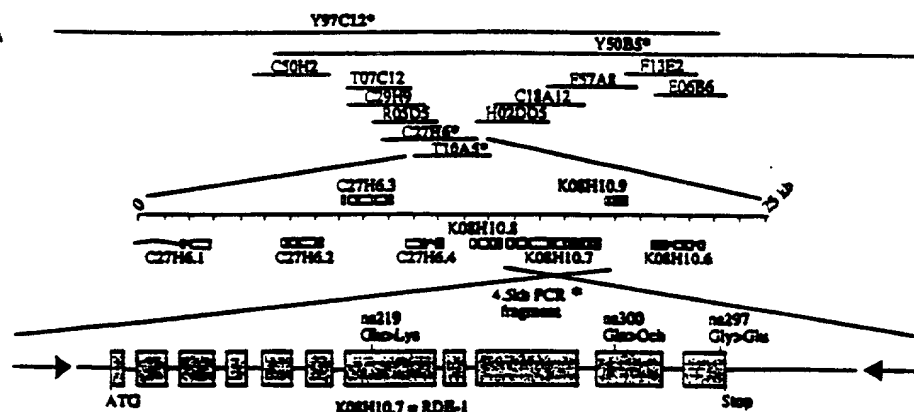 Y97C12*
Y50B5*
C50H2
F13E2
T07C12
F57A8
E06B6
C29H9
C18A12
R05D5
H02DD5
C27H6*
T10A5*
0
C27H6.3
K08H10.9
25 kb
K08H10.8
C27H6.1
C27H6.2
C27H6.4
K08H10.7
K08H10.6
4.5kb PCR *
fragment
ne219
Glu>Lys
ne300
Gln>Och
ne297
Gly>Glu
ATG
Stop
K08H10.7 = RDE-1